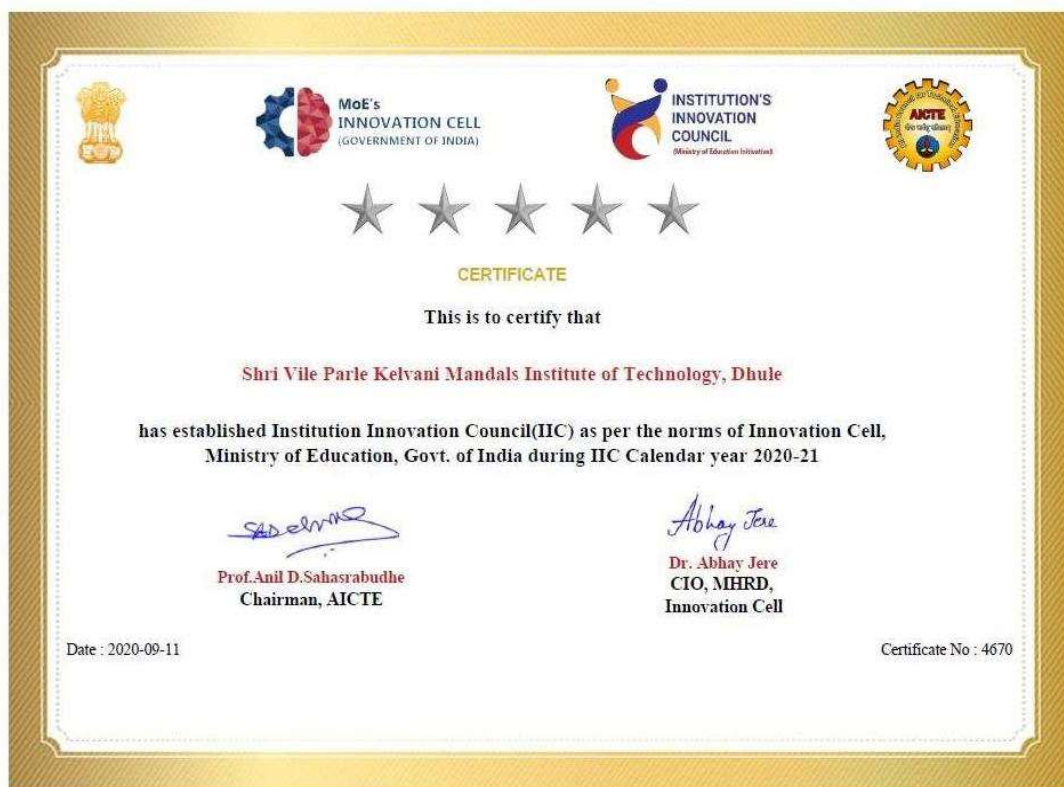 MoE's
INNOVATION CELL
(GOVERNMENT OF INDIA)
INSTITUTION'S
INNOVATION
COUNCIL
(Ministry of Education Initiative)
AICTE
CERTIFICATE
This is to certify that
Shri Vile Parle Kelvani Mandals Institute of Technology, Dhule
has established Institution Innovation Council(IIC) as per the norms of Innovation Cell,
Ministry of Education, Govt. of India during IIC Calendar year 2020-21
Abhay Jere
Prof.Anil D.Sahasrabudhe
Chairman, AICTE
Dr. Abhay Jere
CIO, MHRD,
Innovation Cell
Date : 2020-09-11
Certificate No : 4670